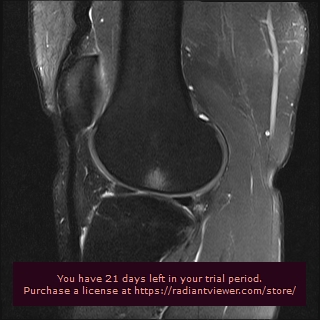 You have 21 days left in your trial period.
Purchase a license at https://radiantviewer.com/store/